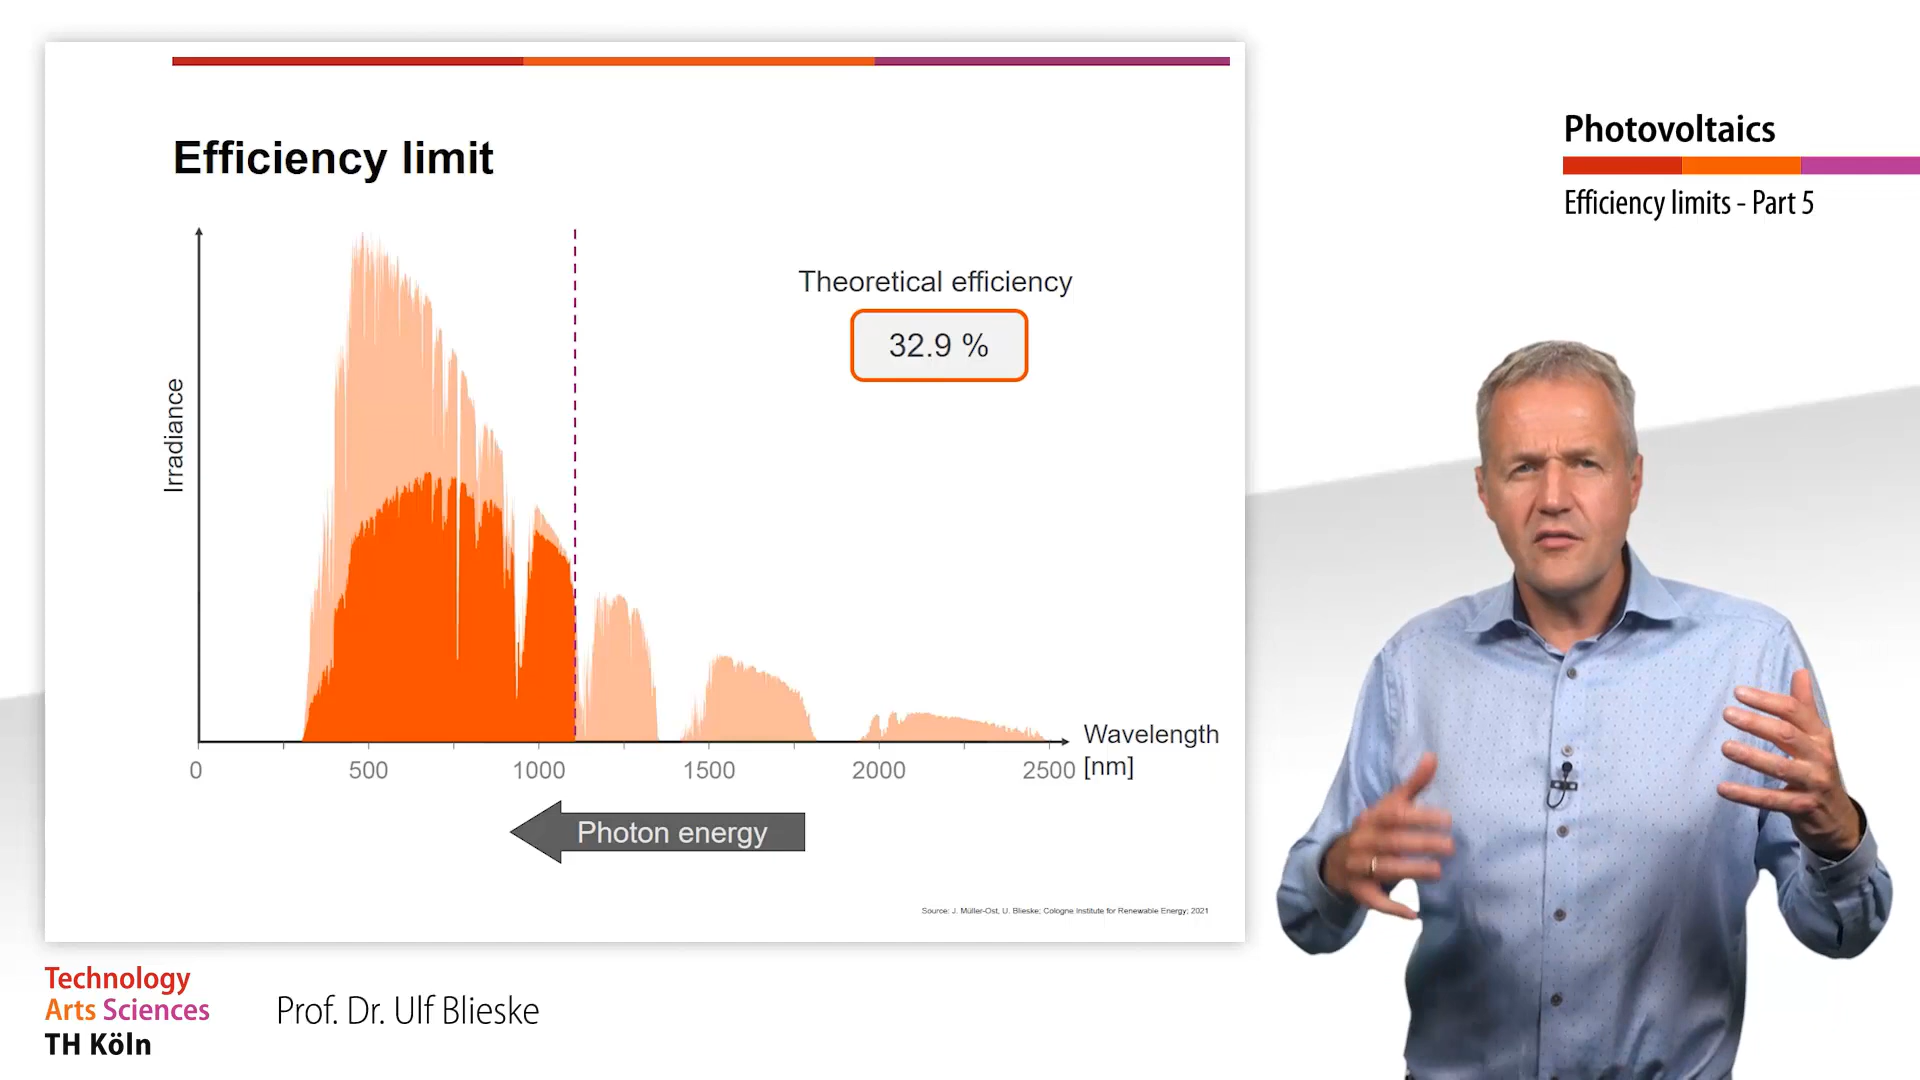 Efficiency limit
Theoretical efficiency
32.9 %
Irradiance
Wavelength
[nm]
0 500 1000 1500 2000 2500
Photon energy
Source: J. Müller-Ost, U. Blieske; Cologne Institute for Renewable Energy; 2021
Photovoltaics
Efficiency limits - Part 5
Technology
Arts Sciences
TH Köln
Prof. Dr. Ulf Blieske